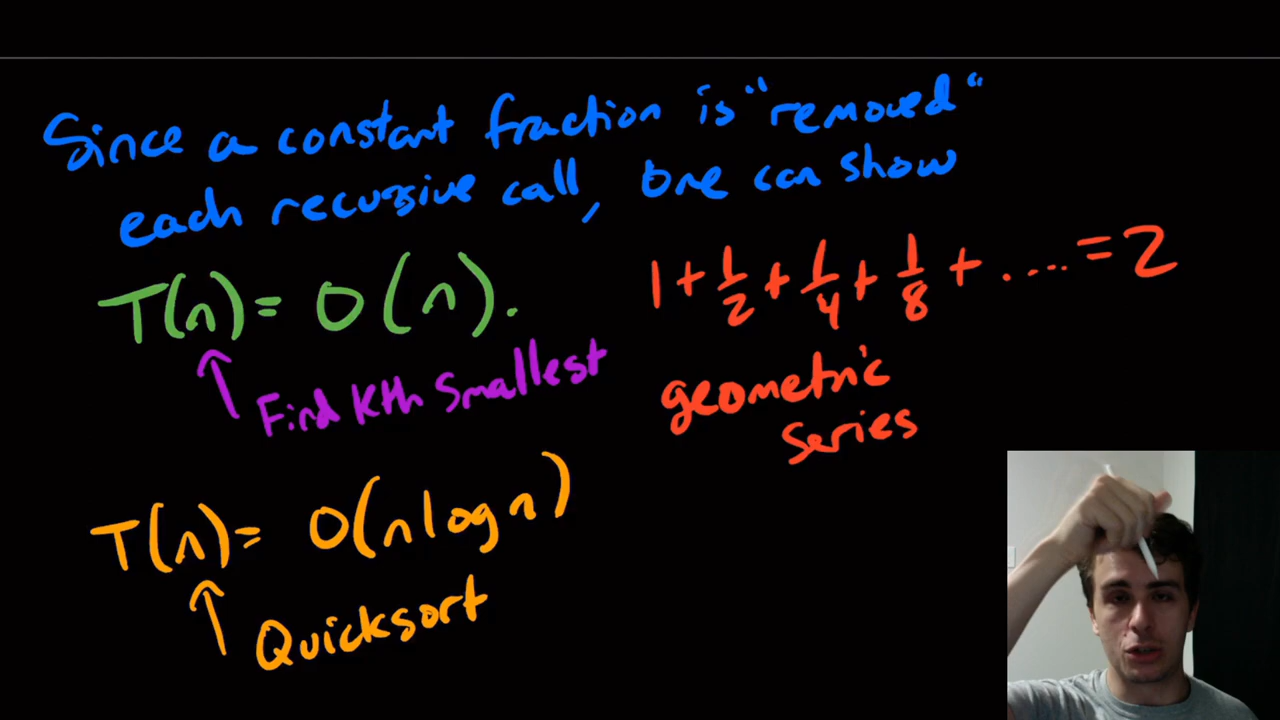 Since a constant fraction is "removed"
each recursive call, one can show
T(n) = O(n).
Find Kth Smallest
1 + 1/2 + 1/4 + 1/8 + .... = 2
geometric
series
T(n) = O(n log n)
Quicksort